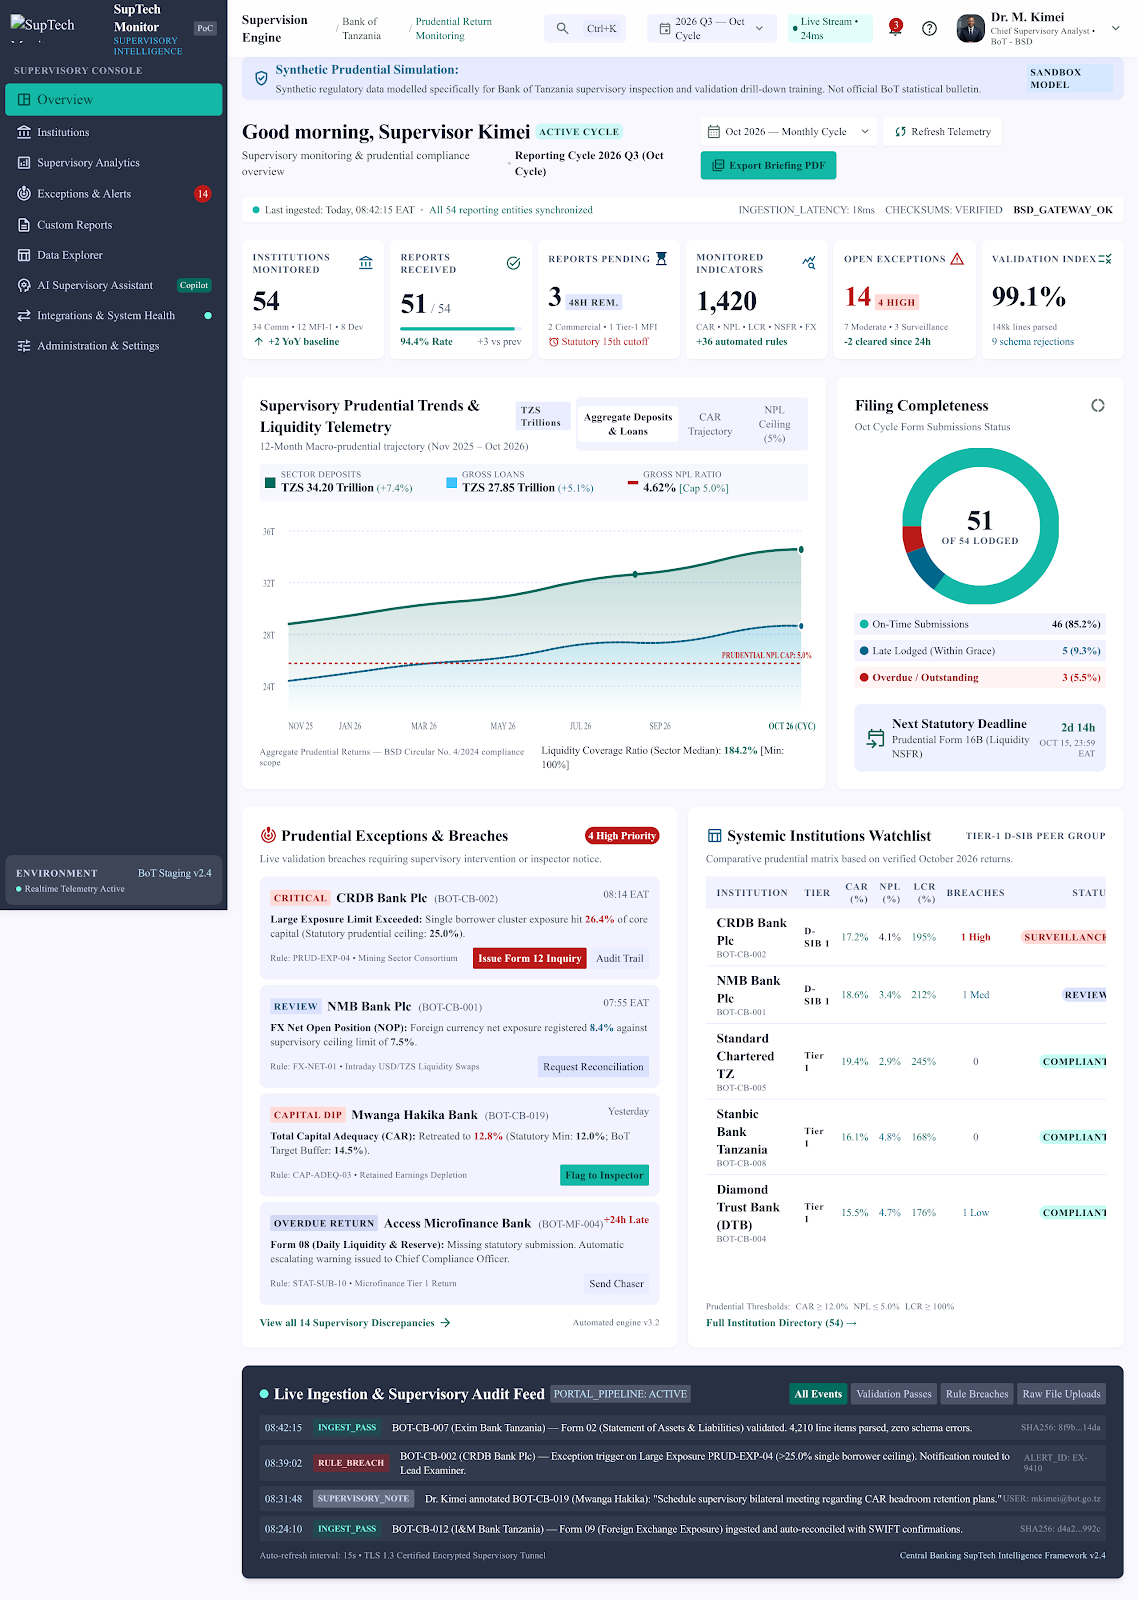 SupTech
Monitor
SupTech
Monitor
SUPERVISORY
INTELLIGENCE
PoC
SUPERVISORY CONSOLE
Overview
Institutions
Supervisory Analytics
Exceptions & Alerts
14
Custom Reports
Data Explorer
AI Supervisory Assistant
Copilot
Integrations & System Health
Administration & Settings
ENVIRONMENT
BoT Staging v2.4
Realtime Telemetry Active
Supervision
Engine
/ Bank of
Tanzania
/ Prudential Return
Monitoring
Ctrl+K
2026 Q3 — Oct
Cycle
Live Stream •
24ms
3
Dr. M. Kimei
Chief Supervisory Analyst •
BoT - BSD
Synthetic Prudential Simulation:
Synthetic regulatory data modelled specifically for Bank of Tanzania supervisory inspection and validation drill-down training. Not official BoT statistical bulletin.
SANDBOX
MODEL
Good morning, Supervisor Kimei
ACTIVE CYCLE
Supervisory monitoring & prudential compliance
overview
• Reporting Cycle 2026 Q3 (Oct
Cycle)
Oct 2026 — Monthly Cycle
Refresh Telemetry
Export Briefing PDF
Last ingested: Today, 08:42:15 EAT • All 54 reporting entities synchronized
INGESTION_LATENCY: 18ms CHECKSUMS: VERIFIED BSD_GATEWAY_OK
INSTITUTIONS
MONITORED
54
34 Comm • 12 MFI-1 • 8 Dev
+2 YoY baseline
REPORTS
RECEIVED
51 / 54
94.4% Rate
+3 vs prev
REPORTS PENDING
3 48H REM.
2 Commercial • 1 Tier-1 MFI
Statutory 15th cutoff
MONITORED
INDICATORS
1,420
CAR • NPL • LCR • NSFR • FX
+36 automated rules
OPEN EXCEPTIONS
14 4 HIGH
7 Moderate • 3 Surveillance
-2 cleared since 24h
VALIDATION INDEX
99.1%
148k lines parsed
9 schema rejections
Supervisory Prudential Trends &
Liquidity Telemetry
12-Month Macro-prudential trajectory (Nov 2025 – Oct 2026)
TZS
Trillions
Aggregate Deposits
& Loans
CAR
Trajectory
NPL
Ceiling
(5%)
SECTOR DEPOSITS
TZS 34.20 Trillion (+7.4%)
GROSS LOANS
TZS 27.85 Trillion (+5.1%)
GROSS NPL RATIO
4.62% [Cap 5.0%]
36T
32T
28T
24T
PRUDENTIAL NPL CAP: 5.0%
NOV 25
JAN 26
MAR 26
MAY 26
JUL 26
SEP 26
OCT 26 (CYC)
Aggregate Prudential Returns — BSD Circular No. 4/2024 compliance
scope
Liquidity Coverage Ratio (Sector Median): 184.2% [Min:
100%]
Filing Completeness
Oct Cycle Form Submissions Status
51
OF 54 LODGED
On-Time Submissions
46 (85.2%)
Late Lodged (Within Grace)
5 (9.3%)
Overdue / Outstanding
3 (5.5%)
Next Statutory Deadline
Prudential Form 16B (Liquidity
NSFR)
2d 14h
OCT 15, 23:59
EAT
Prudential Exceptions & Breaches
4 High Priority
Live validation breaches requiring supervisory intervention or inspector notice.
CRITICAL CRDB Bank Plc (BOT-CB-002)
08:14 EAT
Large Exposure Limit Exceeded: Single borrower cluster exposure hit 26.4% of core
capital (Statutory prudential ceiling: 25.0%).
Rule: PRUD-EXP-04 • Mining Sector Consortium
Issue Form 12 Inquiry
Audit Trail
REVIEW NMB Bank Plc (BOT-CB-001)
07:55 EAT
FX Net Open Position (NOP): Foreign currency net exposure registered 8.4% against
supervisory ceiling limit of 7.5%.
Rule: FX-NET-01 • Intraday USD/TZS Liquidity Swaps
Request Reconciliation
CAPITAL DIP Mwanga Hakika Bank (BOT-CB-019)
Yesterday
Total Capital Adequacy (CAR): Retreated to 12.8% (Statutory Min: 12.0%; BoT
Target Buffer: 14.5%).
Rule: CAP-ADEQ-03 • Retained Earnings Depletion
Flag to Inspector
OVERDUE RETURN Access Microfinance Bank (BOT-MF-004)
+24h Late
Form 08 (Daily Liquidity & Reserve): Missing statutory submission. Automatic
escalating warning issued to Chief Compliance Officer.
Rule: STAT-SUB-10 • Microfinance Tier 1 Return
Send Chaser
View all 14 Supervisory Discrepancies →
Automated engine v3.2
Systemic Institutions Watchlist
TIER-1 D-SIB PEER GROUP
Comparative prudential matrix based on verified October 2026 returns.
INSTITUTION
TIER
CAR
(%)
NPL
(%)
LCR
(%)
BREACHES
STATU
CRDB Bank
Plc
BOT-CB-002
D-
SIB 1
17.2%
4.1%
195%
1 High
SURVEILLANCE
NMB Bank
Plc
BOT-CB-001
D-
SIB 1
18.6%
3.4%
212%
1 Med
REVIEW
Standard
Chartered
TZ
BOT-CB-005
Tier
1
19.4%
2.9%
245%
0
COMPLIANT
Stanbic
Bank
Tanzania
BOT-CB-008
Tier
1
16.1%
4.8%
168%
0
COMPLIANT
Diamond
Trust Bank
(DTB)
BOT-CB-004
Tier
1
15.5%
4.7%
176%
1 Low
COMPLIANT
Prudential Thresholds: CAR ≥ 12.0% NPL ≤ 5.0% LCR ≥ 100%
Full Institution Directory (54) →
Live Ingestion & Supervisory Audit Feed
PORTAL_PIPELINE: ACTIVE
All Events
Validation Passes
Rule Breaches
Raw File Uploads
08:42:15 INGEST_PASS BOT-CB-007 (Exim Bank Tanzania) — Form 02 (Statement of Assets & Liabilities) validated. 4,210 line items parsed, zero schema errors. SHA256: 8f9b...14da
08:39:02 RULE_BREACH BOT-CB-002 (CRDB Bank Plc) — Exception trigger on Large Exposure PRUD-EXP-04 (>25.0% single borrower ceiling). Notification routed to
Lead Examiner.
ALERT_ID: EX-
9410
08:31:48 SUPERVISORY_NOTE Dr. Kimei annotated BOT-CB-019 (Mwanga Hakika): "Schedule supervisory bilateral meeting regarding CAR headroom retention plans." USER: mkimei@bot.go.tz
08:24:10 INGEST_PASS BOT-CB-012 (I&M Bank Tanzania) — Form 09 (Foreign Exchange Exposure) ingested and auto-reconciled with SWIFT confirmations. SHA256: d4a2...992c
Auto-refresh interval: 15s • TLS 1.3 Certified Encrypted Supervisory Tunnel
Central Banking SupTech Intelligence Framework v2.4